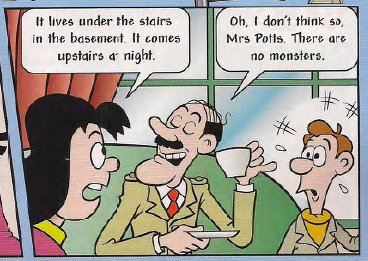 It lives under the stairs
in the basement. It comes
upstairs at night.
Oh, I don't think so,
Mrs Potts. There are
no monsters.